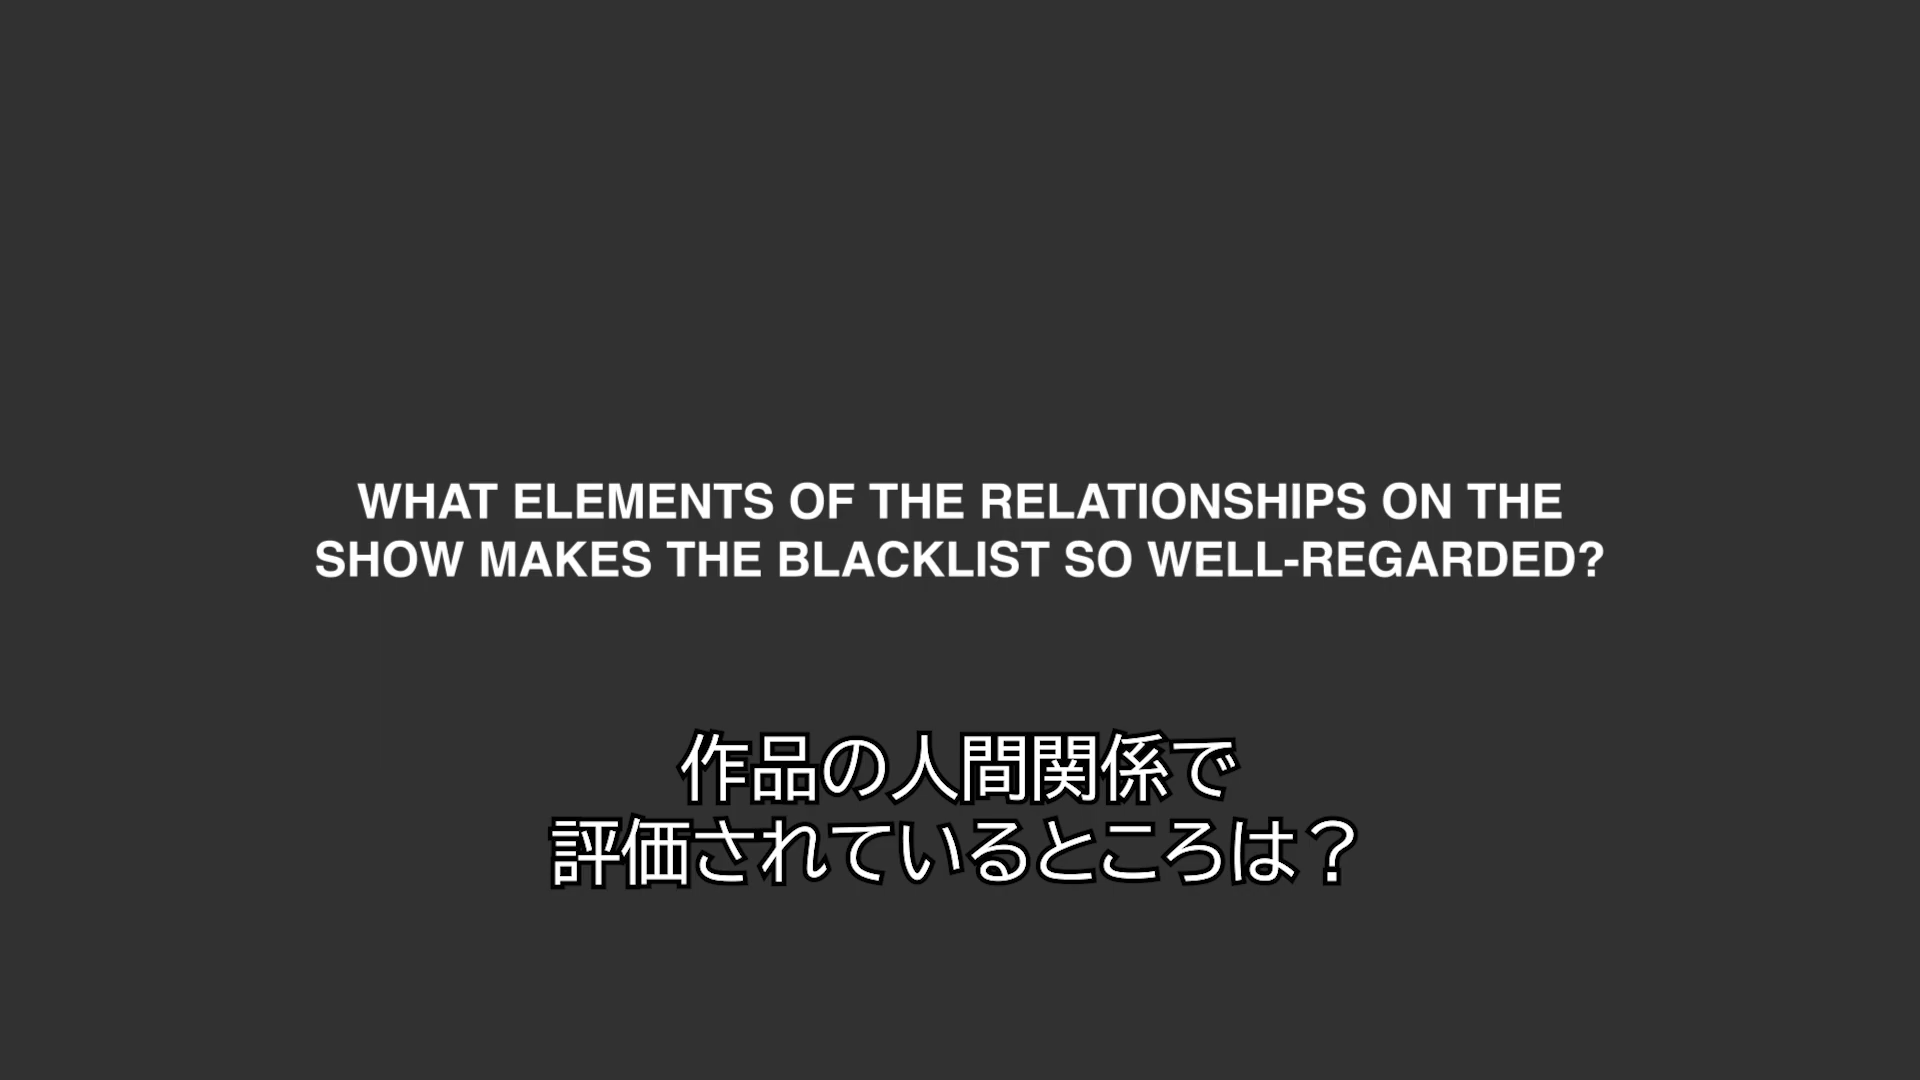 WHAT ELEMENTS OF THE RELATIONSHIPS ON THE
SHOW MAKES THE BLACKLIST SO WELL-REGARDED?
作品の人間関係で
評価されているところは？